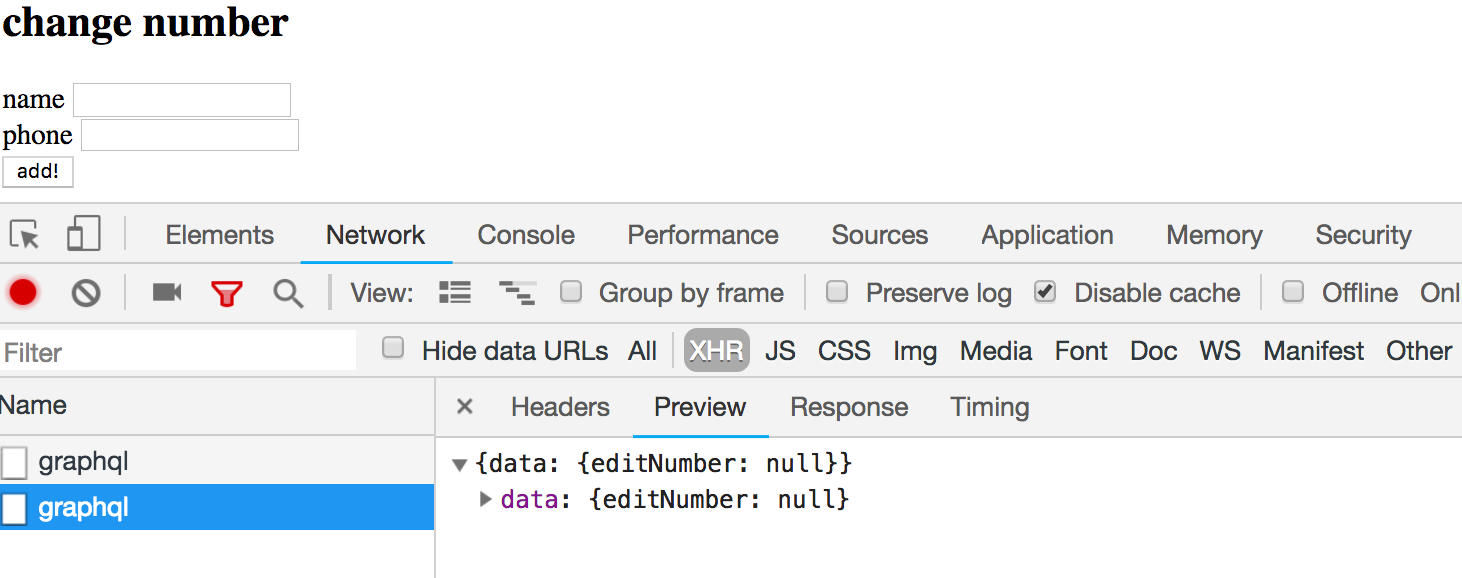 change number
name
phone
add!
Elements Network Console Performance Sources Application Memory Security
View: Group by frame Preserve log Disable cache Offline Onl
Filter Hide data URLs All XHR JS CSS Img Media Font Doc WS Manifest Other
Name Headers Preview Response Timing
graphql {data: {editNumber: null}}
graphql data: {editNumber: null}